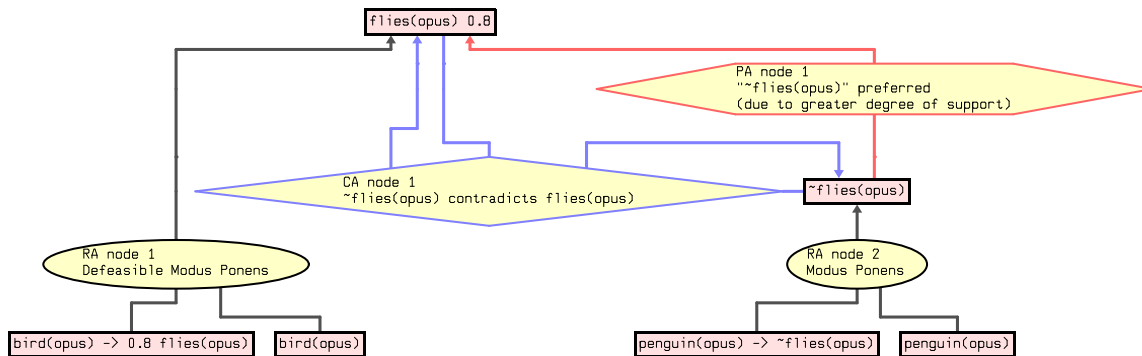 flies(opus) 0.8
PA node 1
"~flies(opus)" preferred
(due to greater degree of support)
CA node 1
~flies(opus) contradicts flies(opus)
~flies(opus)
RA node 1
Defeasible Modus Ponens
RA node 2
Modus Ponens
bird(opus) -> 0.8 flies(opus)
bird(opus)
penguin(opus) -> ~flies(opus)
penguin(opus)